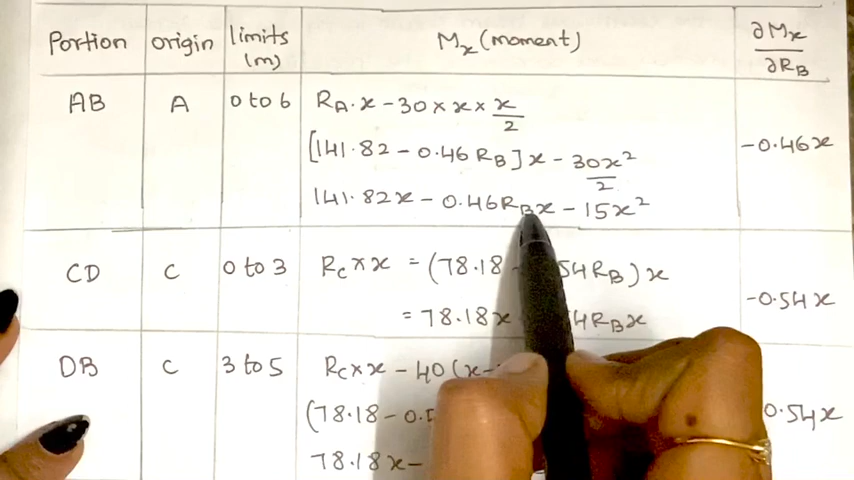 Portion origin limits (m) Mx (moment) ∂Mx/∂RB
AB A 0 to 6 RA.x - 30 × x × x/2
[141.82 - 0.46 RB] x - 30x²/2 -0.46x
141.82x - 0.46RBx - 15x²
CD C 0 to 3 RC × x = (78.18 54RB) x
= 78.18x 4RBx -0.54x
DB C 3 to 5 RC × x - 40 (x-
(78.18 - 0. 0.54x
78.18x -